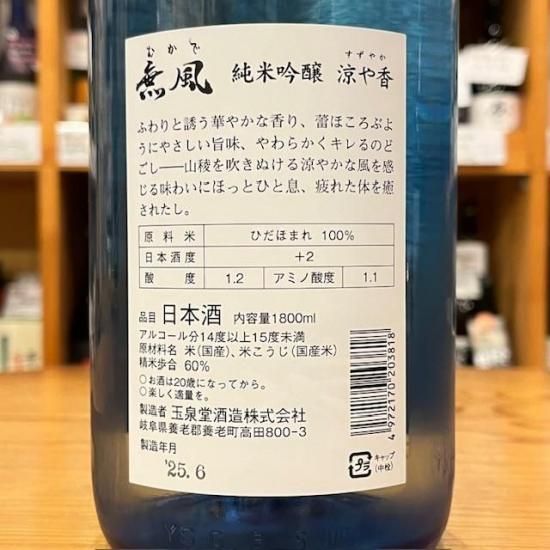 むかで
無風 純米吟醸 涼や香
すずやか
ふわりと誘う華やかな香り、蕾ほころぶよ
うにやさしい旨味、やわらかくキレるのど
ごし──山稜を吹きぬける涼やかな風を感
じる味わいにほっとひと息、疲れた体を癒
されたし。
原料米 ひだほまれ 100%
日本酒度 +2
酸度 1.2 アミノ酸度 1.1
品目 日本酒 内容量1800ml
アルコール分14度以上15度未満
原材料名 米(国産)、米こうじ(国産米)
精米歩合 60%
○お酒は20歳になってから。
○楽しく適量を。
製造者 玉泉堂酒造株式会社
岐阜県養老郡養老町高田800−3
製造年月
'25.6
4972170203818
プラ
キャップ
(中栓)